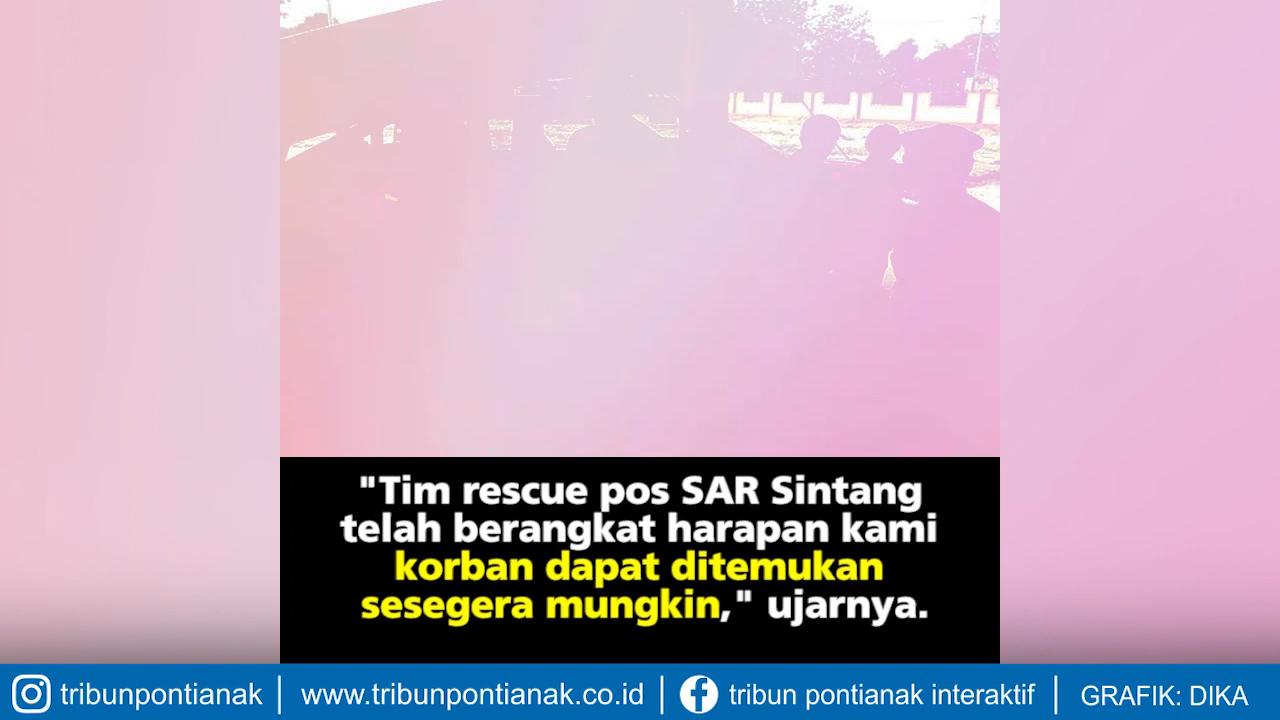 "Tim rescue pos SAR Sintang
telah berangkat harapan kami
korban dapat ditemukan
sesegera mungkin," ujarnya.
tribunpontianak | www.tribunpontianak.co.id | tribun pontianak interaktif | GRAFIK: DIKA